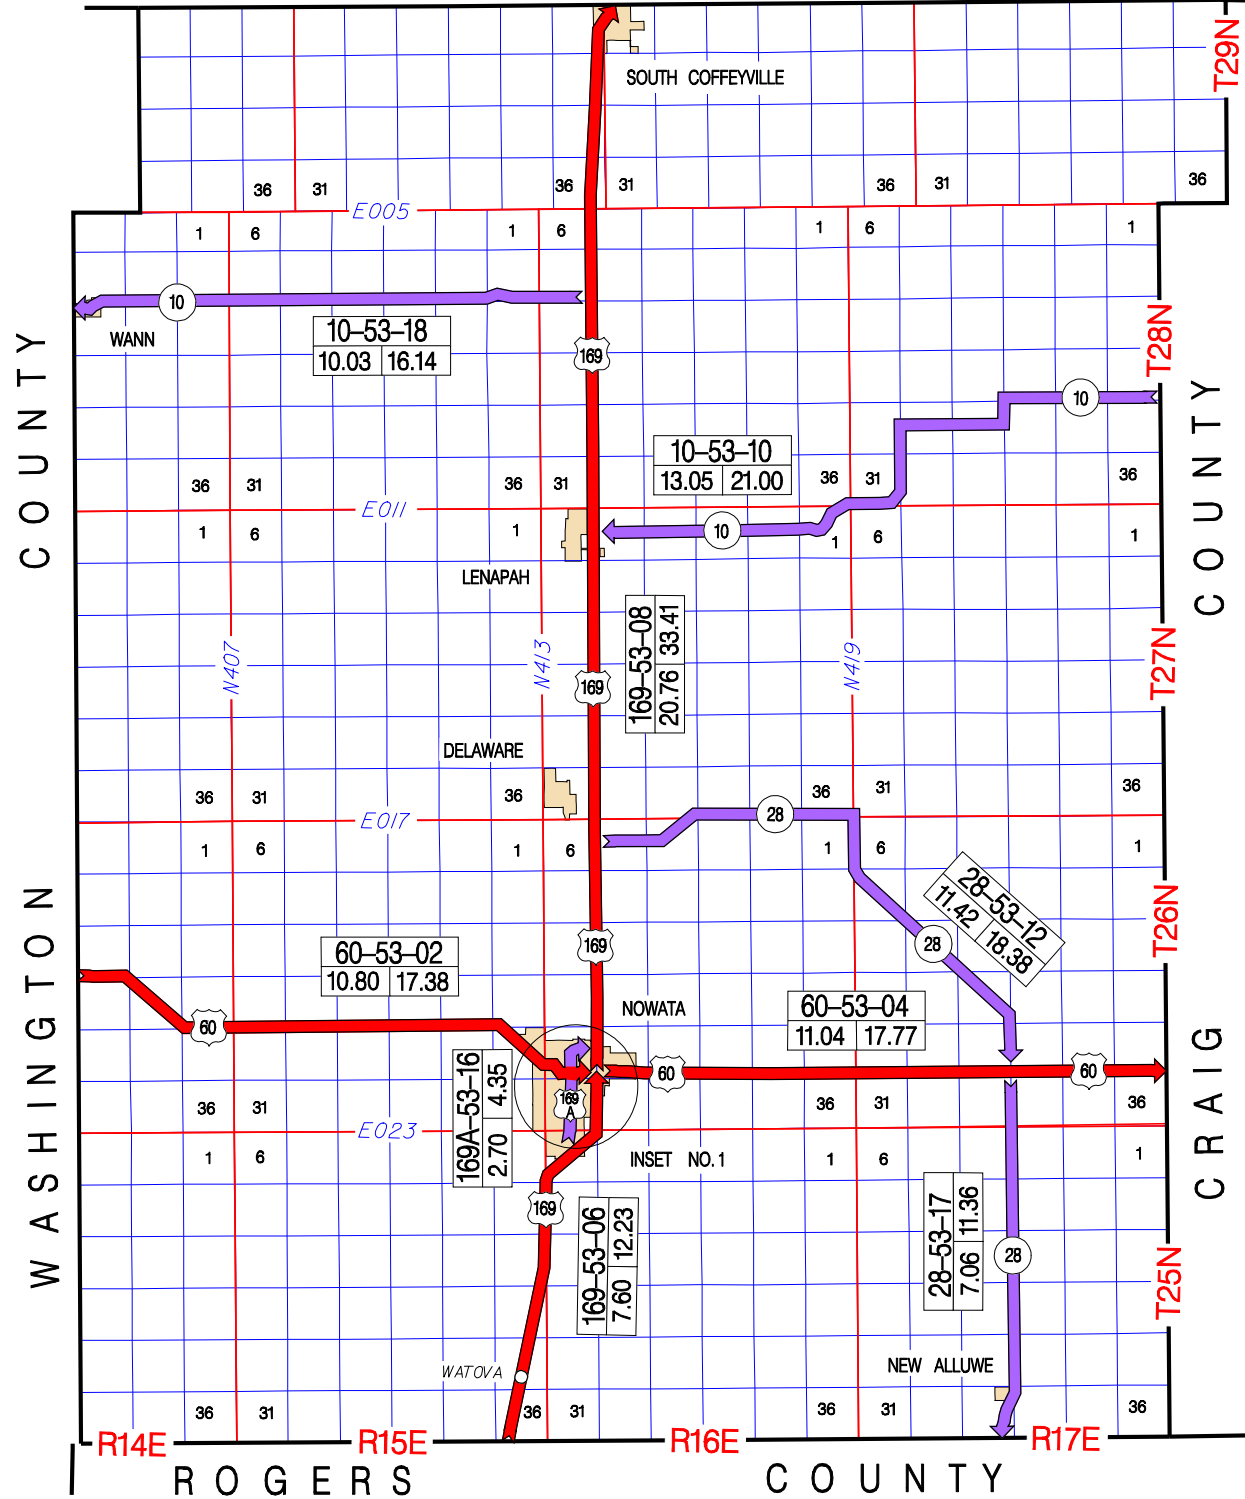 T29N
SOUTH COFFEYVILLE
36 31 36 31 36 31 36
E005
1 6 1 6 1 6 1
10
WANN
10–53–18
10.03 16.14
169
T28N
COUNTY
COUNTY
10
10–53–10
13.05 21.00
36 31 36 31 36 31 36
E011
10
1 6 1 1 6 1
LENAPAH
169–53–08
20.76 33.41
N407
N413
N419
T27N
169
DELAWARE
36 31 36 36 31 36
28
E017
1 6 1 6 1 6 1
28–53–12
11.42 18.38
28
T26N
169
60–53–02
10.80 17.38
WASHINGTON
NOWATA
60–53–04
11.04 17.77
60
60
60
CRAIG
169A–53–16
2.70 4.35
169
A
36 31 36 31 36
E023
1 6 1 6 1
INSET NO.1
169
169–53–06
7.60 12.23
28–53–17
7.06 11.36
28
T25N
WATOVA
NEW ALLUWE
36 31 36 31 36 31 36
R14E R15E R16E R17E
ROGERS COUNTY